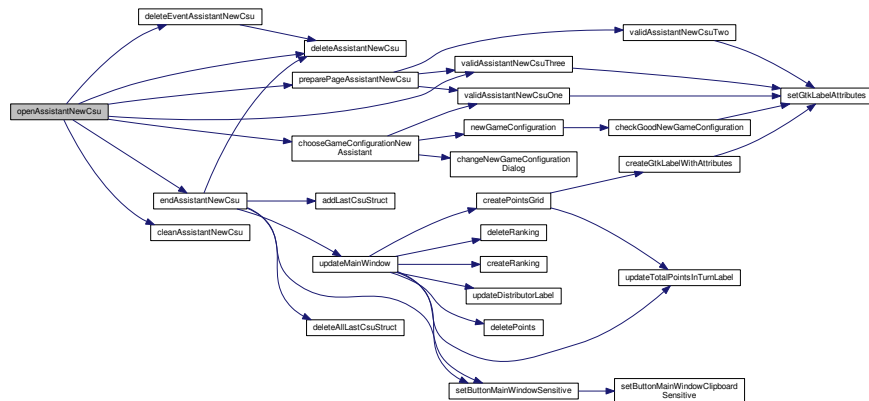 deleteEventAssistantNewCsu
deleteAssistantNewCsu
validAssistantNewCsuTwo
preparePageAssistantNewCsu
validAssistantNewCsuThree
validAssistantNewCsuOne
setGtkLabelAttributes
openAssistantNewCsu
newGameConfiguration
checkGoodNewGameConfiguration
chooseGameConfigurationNew
Assistant
changeNewGameConfiguration
Dialog
createGtkLabelWithAttributes
endAssistantNewCsu
addLastCsuStruct
createPointsGrid
cleanAssistantNewCsu
deleteRanking
updateMainWindow
createRanking
updateTotalPointsInTurnLabel
updateDistributorLabel
deleteAllLastCsuStruct
deletePoints
setButtonMainWindowSensitive
setButtonMainWindowClipboard
Sensitive